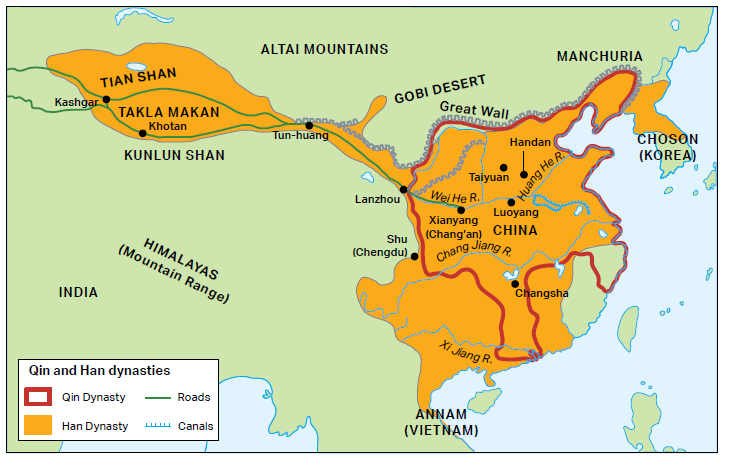 ALTAI MOUNTAINS
MANCHURIA
TIAN SHAN
GOBI DESERT
Kashgar
TAKLA MAKAN
Great Wall
Khotan
Tun-huang
Handan
CHOSON
(KOREA)
KUNLUN SHAN
Taiyuan
Huang He R.
Lanzhou
Wei He R.
Luoyang
Xianyang
(Chang'an)
CHINA
Shu
(Chengdu)
Chang Jiang R.
HIMALAYAS
(Mountain Range)
INDIA
Changsha
Xi Jiang R.
Qin and Han dynasties
Qin Dynasty
Roads
Han Dynasty
Canals
ANNAM
(VIETNAM)